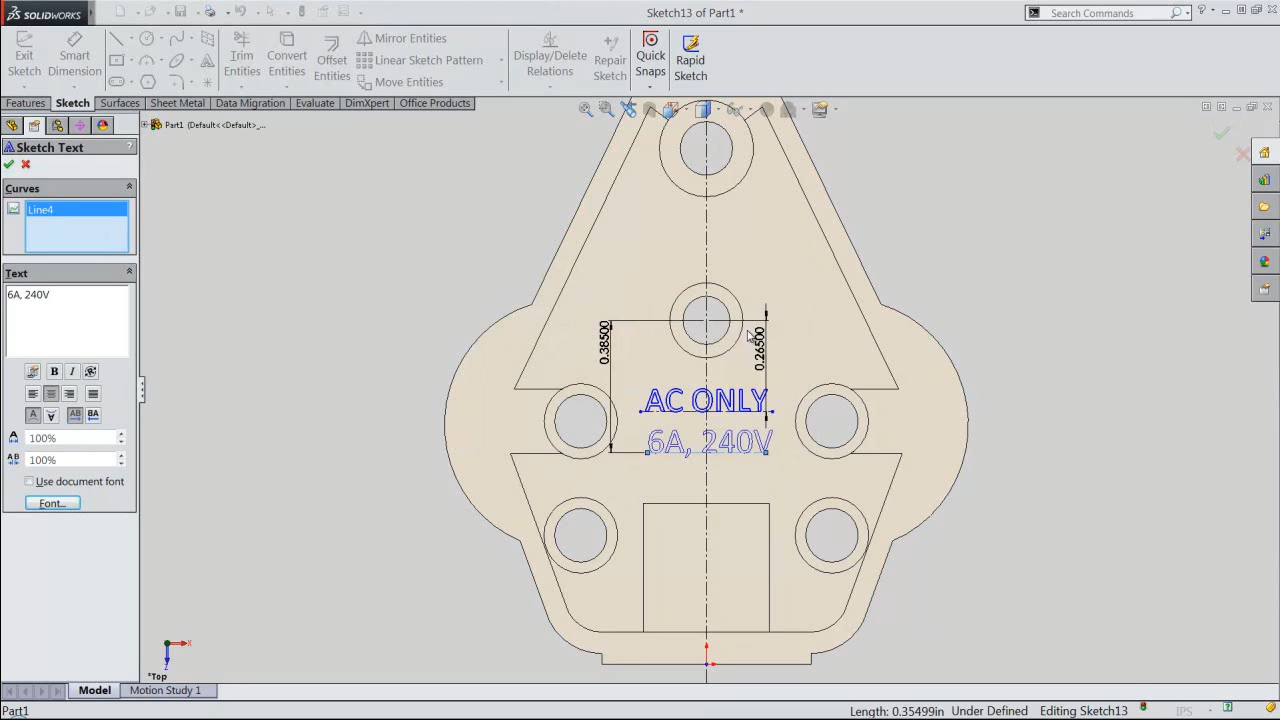 SOLIDWORKS
Sketch13 of Part1 *
Search Commands
Exit Sketch
Smart Dimension
Trim Entities
Convert Entities
Offset Entities
Mirror Entities
Linear Sketch Pattern
Move Entities
Display/Delete Relations
Repair Sketch
Quick Snaps
Rapid Sketch
Features
Sketch
Surfaces
Sheet Metal
Data Migration
Evaluate
DimXpert
Office Products
Part1 (Default<<Default>_...
Sketch Text
?
Curves
Line4
Text
6A, 240V
B
I
AB
100%
AB
100%
Use document font
Font...
0.38500
0.26500
AC ONLY
6A, 240V
X
Z
*Top
Model
Motion Study 1
Part1
Length: 0.35499in
Under Defined
Editing Sketch13
IPS